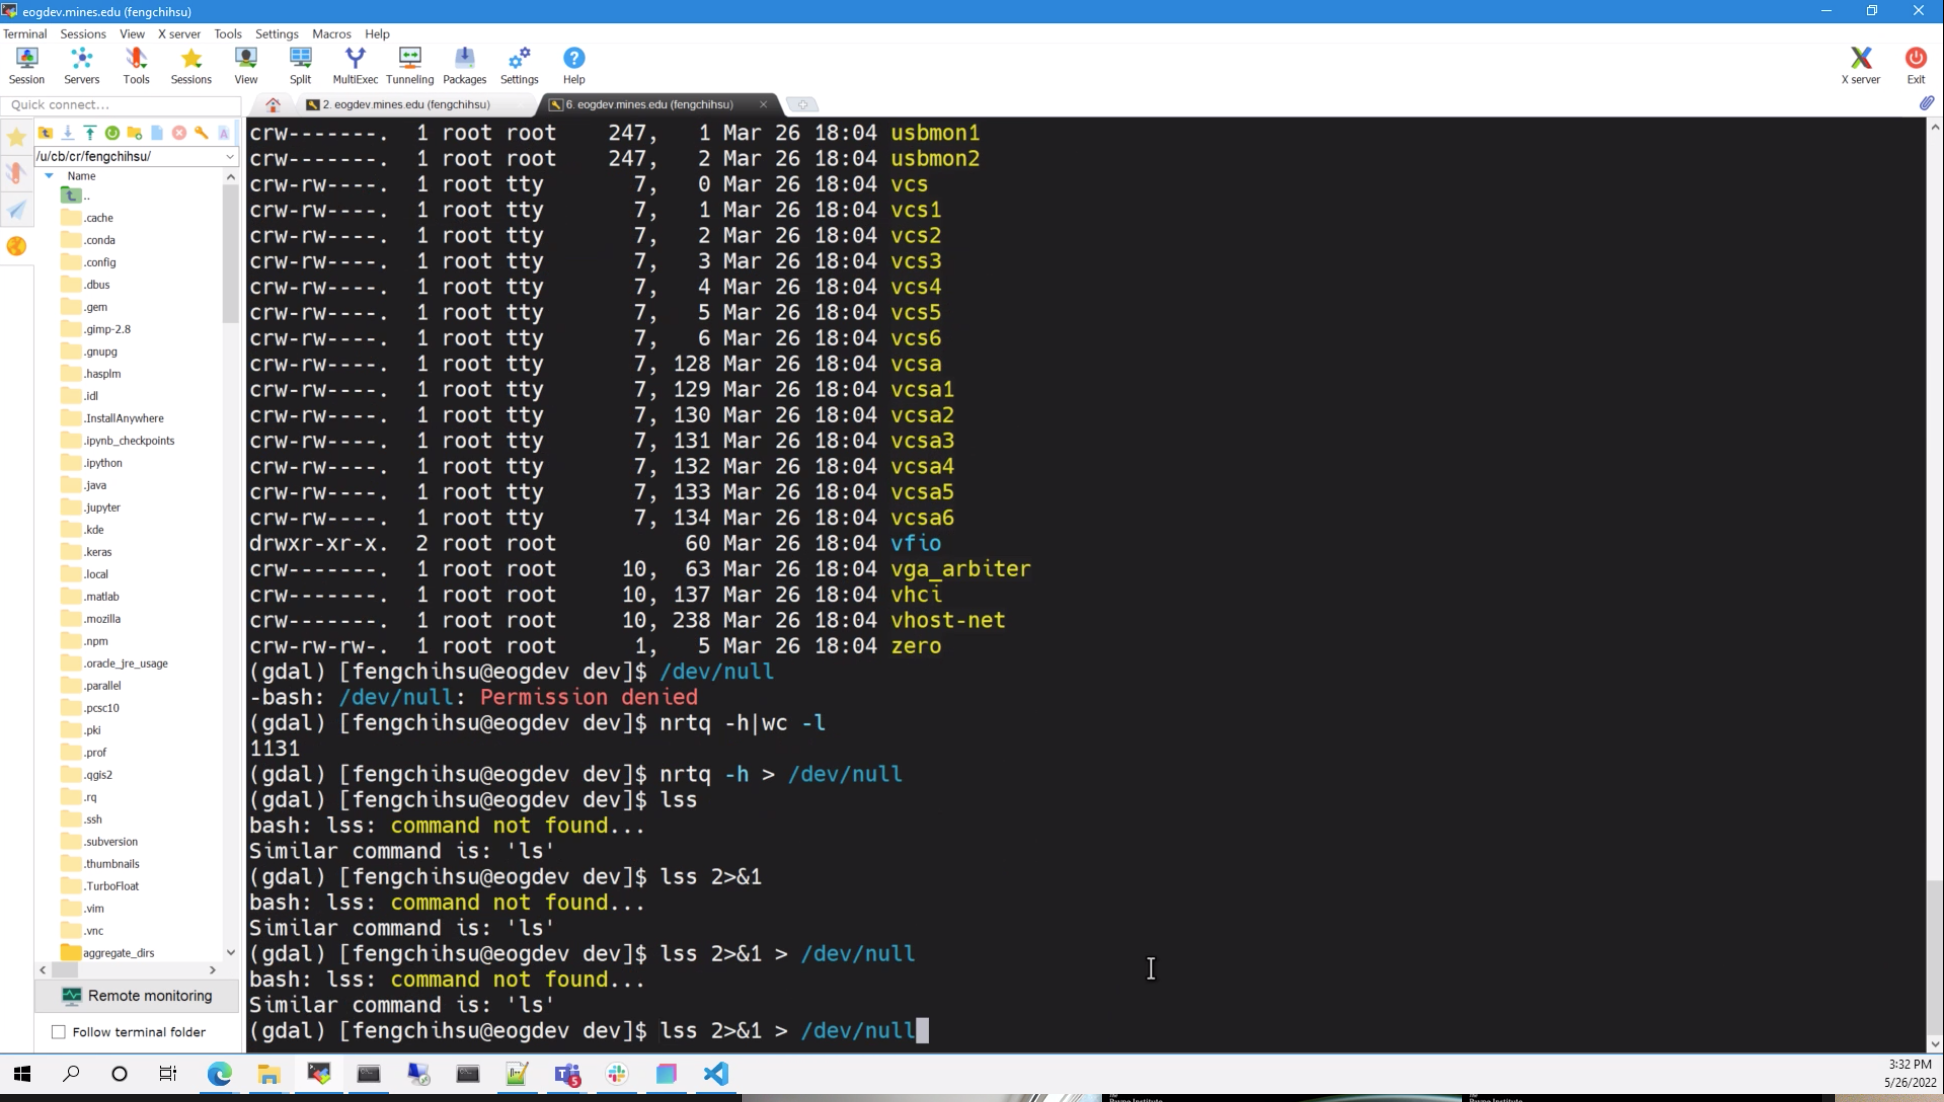 eogdev.mines.edu (fengchihsu)
Terminal Sessions View X server Tools Settings Macros Help
Session Servers Tools Sessions View Split MultiExec Tunneling Packages Settings Help X server Exit
Quick connect...
2. eogdev.mines.edu (fengchihsu)
6. eogdev.mines.edu (fengchihsu)
/u/cb/cr/fengchihsu/
Name
..
.cache
.conda
.config
.dbus
.gem
.gimp-2.8
.gnupg
.hasplm
.idl
.InstallAnywhere
.ipynb_checkpoints
.ipython
.java
.jupyter
.kde
.keras
.local
.matlab
.mozilla
.npm
.oracle_jre_usage
.parallel
.pcsc10
.pki
.prof
.qgis2
.rq
.ssh
.subversion
.thumbnails
.TurboFloat
.vim
.vnc
aggregate_dirs
Remote monitoring
Follow terminal folder
crw-------. 1 root root 247, 1 Mar 26 18:04 usbmon1
crw-------. 1 root root 247, 2 Mar 26 18:04 usbmon2
crw-rw----. 1 root tty 7, 0 Mar 26 18:04 vcs
crw-rw----. 1 root tty 7, 1 Mar 26 18:04 vcs1
crw-rw----. 1 root tty 7, 2 Mar 26 18:04 vcs2
crw-rw----. 1 root tty 7, 3 Mar 26 18:04 vcs3
crw-rw----. 1 root tty 7, 4 Mar 26 18:04 vcs4
crw-rw----. 1 root tty 7, 5 Mar 26 18:04 vcs5
crw-rw----. 1 root tty 7, 6 Mar 26 18:04 vcs6
crw-rw----. 1 root tty 7, 128 Mar 26 18:04 vcsa
crw-rw----. 1 root tty 7, 129 Mar 26 18:04 vcsa1
crw-rw----. 1 root tty 7, 130 Mar 26 18:04 vcsa2
crw-rw----. 1 root tty 7, 131 Mar 26 18:04 vcsa3
crw-rw----. 1 root tty 7, 132 Mar 26 18:04 vcsa4
crw-rw----. 1 root tty 7, 133 Mar 26 18:04 vcsa5
crw-rw----. 1 root tty 7, 134 Mar 26 18:04 vcsa6
drwxr-xr-x. 2 root root 60 Mar 26 18:04 vfio
crw-------. 1 root root 10, 63 Mar 26 18:04 vga_arbiter
crw-------. 1 root root 10, 137 Mar 26 18:04 vhci
crw-------. 1 root root 10, 238 Mar 26 18:04 vhost-net
crw-rw-rw-. 1 root root 1, 5 Mar 26 18:04 zero
(gdal) [fengchihsu@eogdev dev]$ /dev/null
-bash: /dev/null: Permission denied
(gdal) [fengchihsu@eogdev dev]$ nrtq -h|wc -l
1131
(gdal) [fengchihsu@eogdev dev]$ nrtq -h > /dev/null
(gdal) [fengchihsu@eogdev dev]$ lss
bash: lss: command not found...
Similar command is: 'ls'
(gdal) [fengchihsu@eogdev dev]$ lss 2>&1
bash: lss: command not found...
Similar command is: 'ls'
(gdal) [fengchihsu@eogdev dev]$ lss 2>&1 > /dev/null
bash: lss: command not found...
Similar command is: 'ls'
(gdal) [fengchihsu@eogdev dev]$ lss 2>&1 > /dev/null
3:32 PM
5/26/2022